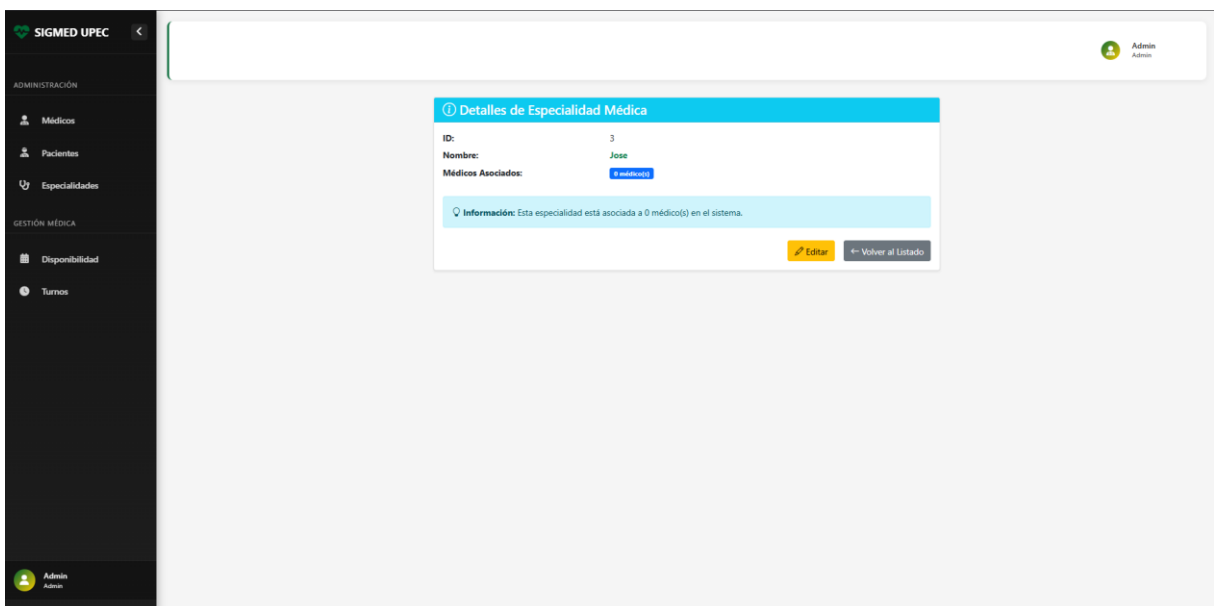 SIGMED UPEC
ADMINISTRACIÓN
Médicos
Pacientes
Especialidades
GESTIÓN MÉDICA
Disponibilidad
Turnos
Admin
Admin
Admin
Admin
Detalles de Especialidad Médica
ID: 3
Nombre: Jose
Médicos Asociados: 0 médico(s)
Información: Esta especialidad está asociada a 0 médico(s) en el sistema.
Editar ← Volver al Listado